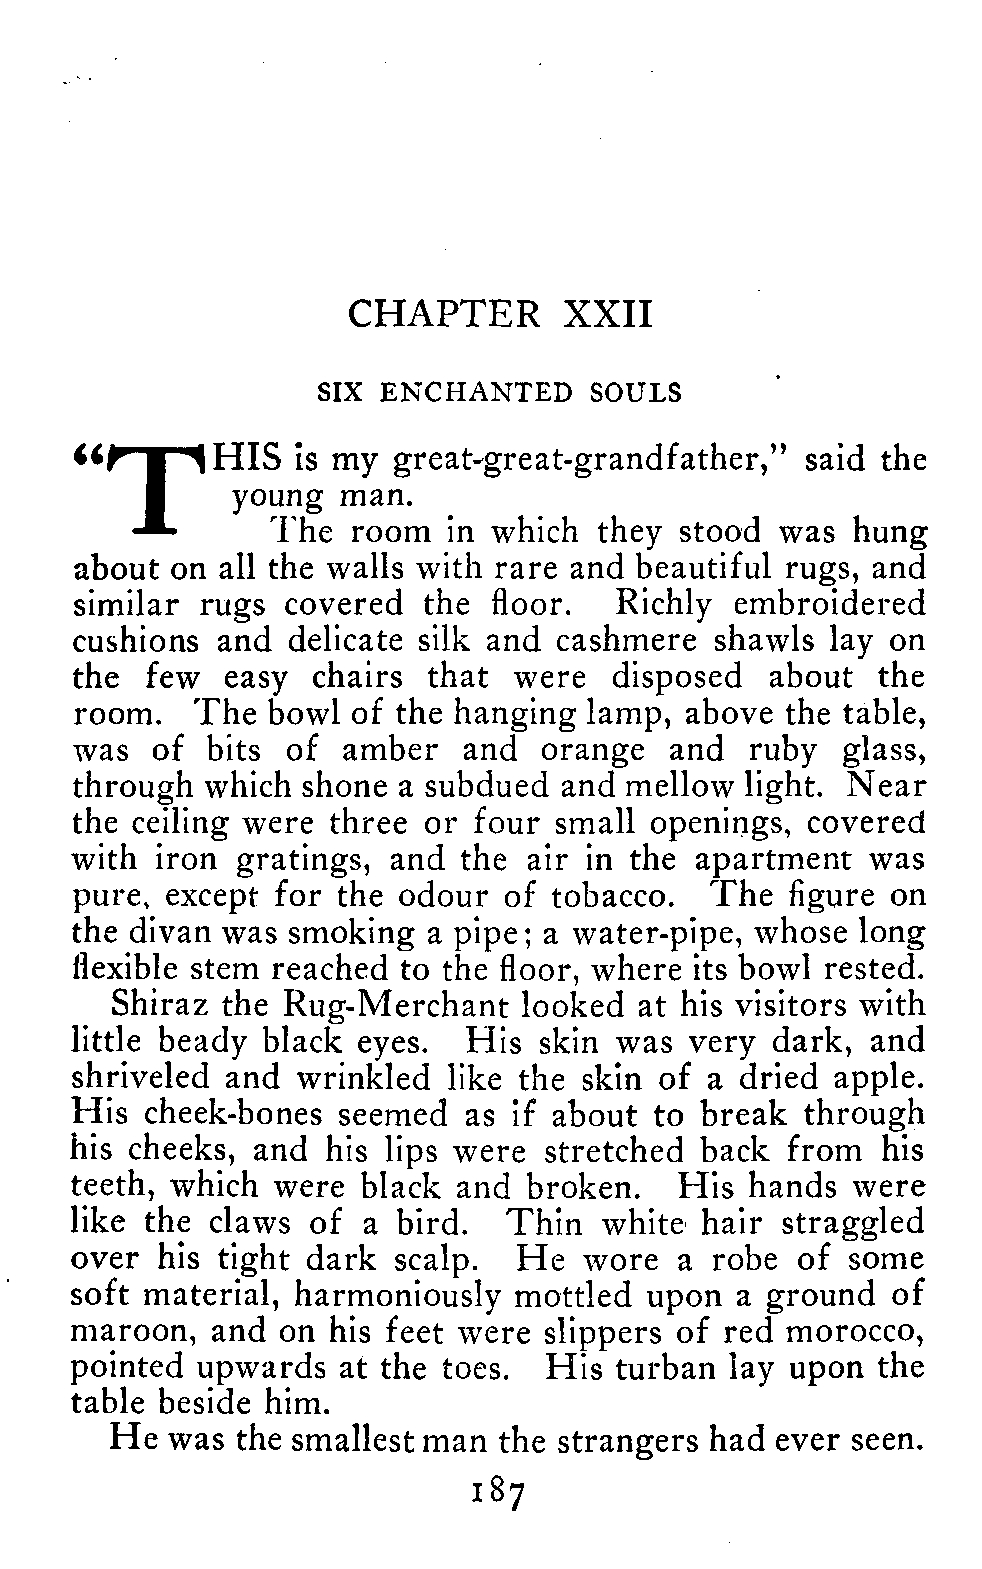 CHAPTER XXII
SIX ENCHANTED SOULS
“THIS is my great-great-grandfather,” said the
young man.
The room in which they stood was hung
about on all the walls with rare and beautiful rugs, and
similar rugs covered the floor. Richly embroidered
cushions and delicate silk and cashmere shawls lay on
the few easy chairs that were disposed about the
room. The bowl of the hanging lamp, above the table,
was of bits of amber and orange and ruby glass,
through which shone a subdued and mellow light. Near
the ceiling were three or four small openings, covered
with iron gratings, and the air in the apartment was
pure, except for the odour of tobacco. The figure on
the divan was smoking a pipe; a water-pipe, whose long
flexible stem reached to the floor, where its bowl rested.
Shiraz the Rug-Merchant looked at his visitors with
little beady black eyes. His skin was very dark, and
shriveled and wrinkled like the skin of a dried apple.
His cheek-bones seemed as if about to break through
his cheeks, and his lips were stretched back from his
teeth, which were black and broken. His hands were
like the claws of a bird. Thin white hair straggled
over his tight dark scalp. He wore a robe of some
soft material, harmoniously mottled upon a ground of
maroon, and on his feet were slippers of red morocco,
pointed upwards at the toes. His turban lay upon the
table beside him.
He was the smallest man the strangers had ever seen.
187